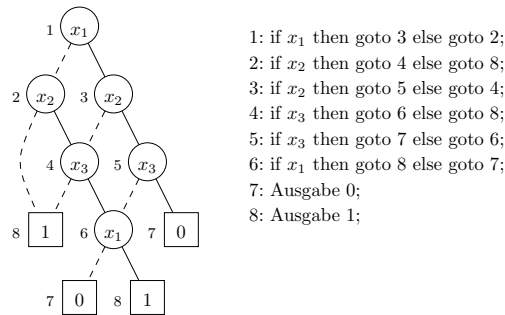 1 x₁
2 x₂ 3 x₂
4 x₃ 5 x₃
8 1 6 x₁ 7 0
7 0 8 1
1: if x₁ then goto 3 else goto 2;
2: if x₂ then goto 4 else goto 8;
3: if x₂ then goto 5 else goto 4;
4: if x₃ then goto 6 else goto 8;
5: if x₃ then goto 7 else goto 6;
6: if x₁ then goto 8 else goto 7;
7: Ausgabe 0;
8: Ausgabe 1;